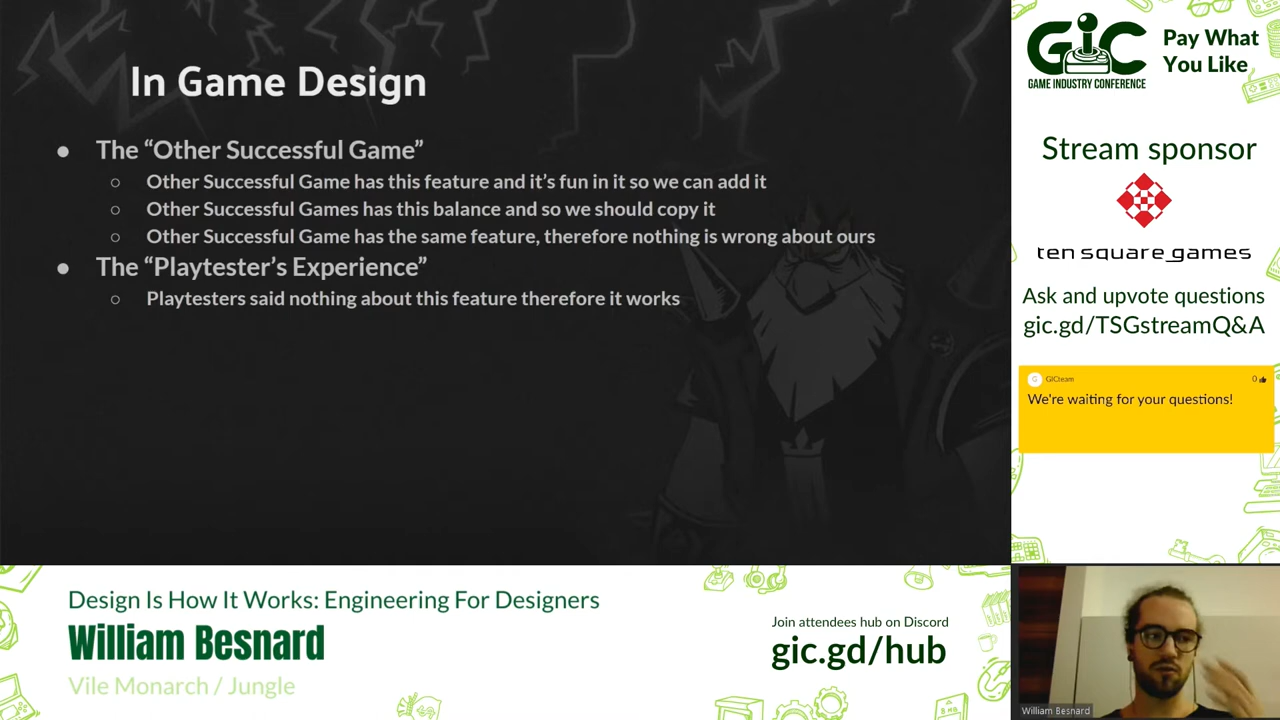 In Game Design
● The “Other Successful Game”
○ Other Successful Game has this feature and it’s fun in it so we can add it
○ Other Successful Games has this balance and so we should copy it
○ Other Successful Game has the same feature, therefore nothing is wrong about ours
● The “Playtester’s Experience”
○ Playtesters said nothing about this feature therefore it works
GIC
GAME INDUSTRY CONFERENCE
Pay What
You Like
Stream sponsor
ten square games
Ask and upvote questions
gic.gd/TSGstreamQ&A
G GICteam 0
We're waiting for your questions!
Design Is How It Works: Engineering For Designers
William Besnard
Vile Monarch / Jungle
Join attendees hub on Discord
gic.gd/hub
William Besnard
8 MB